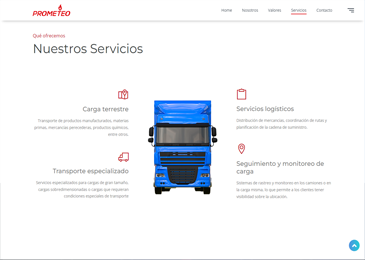 PROMETEO
Home
Nosotros
Valores
Servicios
Contacto
Qué ofrecemos
Nuestros Servicios
Carga terrestre
Transporte de productos manufacturados, materias
primas, mercancías perecederas, productos químicos,
entre otros.
Transporte especializado
Servicios especializados para cargas de gran tamaño,
cargas sobredimensionadas o cargas que requieran
condiciones especiales de transporte
Servicios logísticos
Distribución de mercancías, coordinación de rutas y
planificación de la cadena de suministro.
Seguimiento y monitoreo de
carga
Sistemas de rastreo y monitoreo en los camiones o en
la carga misma, lo que permita a los clientes tener
visibilidad sobre la ubicación.